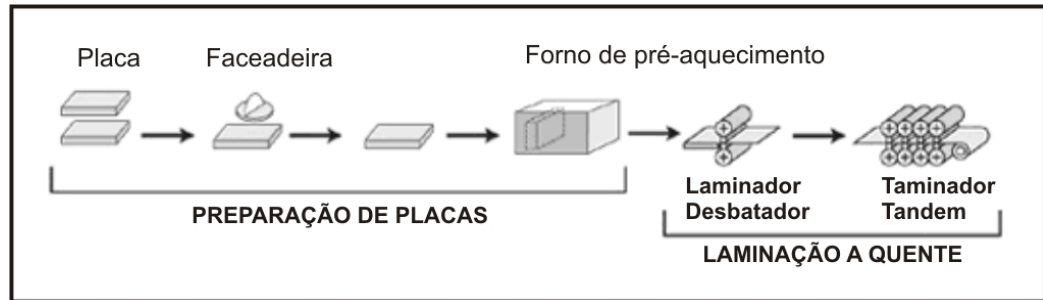 Placa
Faceadeira
Forno de pré-aquecimento
Laminador
Desbatador
Taminador
Tandem
PREPARAÇÃO DE PLACAS
LAMINAÇÃO A QUENTE